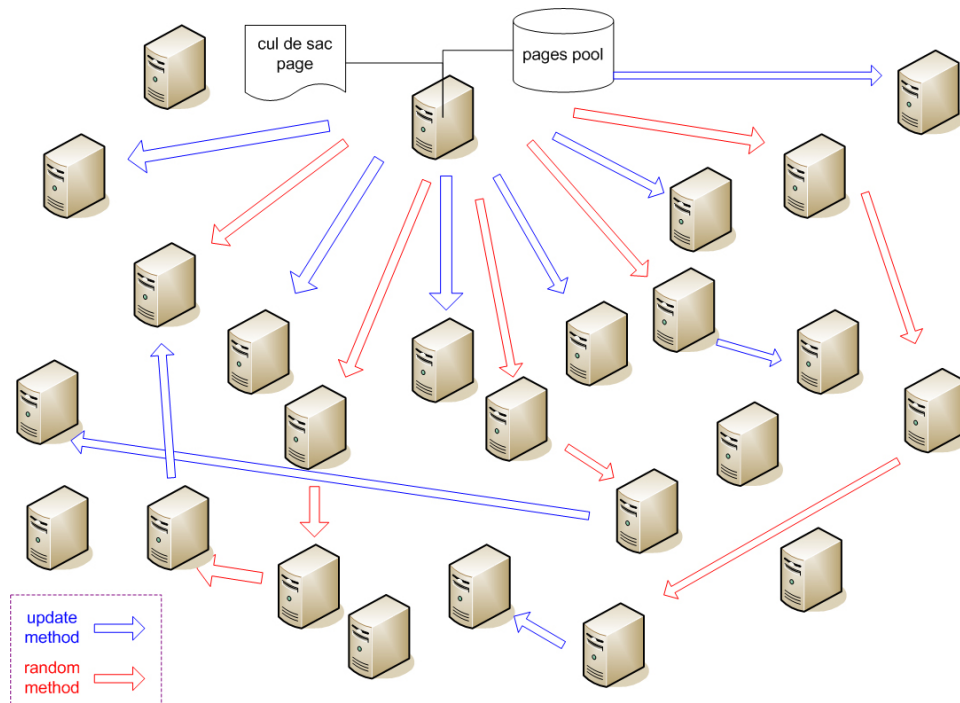 cul de sac
page
pages pool
update
method
random
method